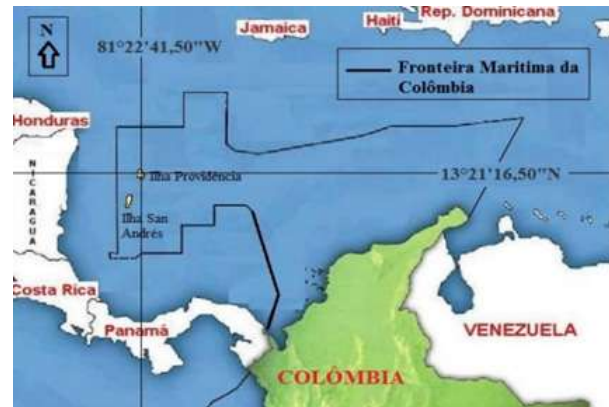 Rep. Dominicana
N
Jamaica
Haiti
81°22'41,50"W
Fronteira Marítima da
Colômbia
Honduras
NICARAGUA
Ilha Providência
13°21'16,50"N
Ilha San
Andrés
Costa Rica
Panamá
VENEZUELA
COLÔMBIA